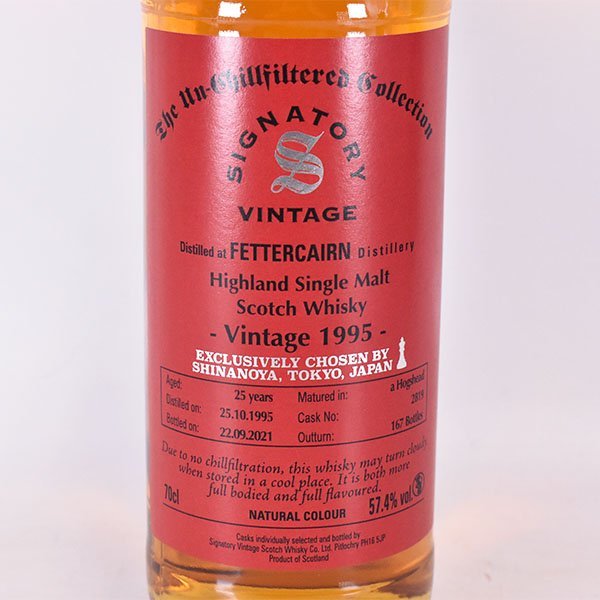 The Un-Chillfiltered Collection
SIGNATORY
S
VINTAGE
Distilled at FETTERCAIRN Distillery
Highland Single Malt
Scotch Whisky
- Vintage 1995 -
EXCLUSIVELY CHOSEN BY
SHINANOYA, TOKYO, JAPAN
Aged: 25 years Matured in: a Hogshead
Distilled on: 25.10.1995 Cask No: 2819
Bottled on: 22.09.2021 Outturn: 167 Bottles
Due to no chillfiltration, this whisky may turn cloudy
when stored in a cool place. It is both more
full bodied and full flavoured.
70cl 57.4% vol.
NATURAL COLOUR
Casks individually selected and bottled by
Signatory Vintage Scotch Whisky Co. Ltd. Pitlochry PH16 5JP
Product of Scotland